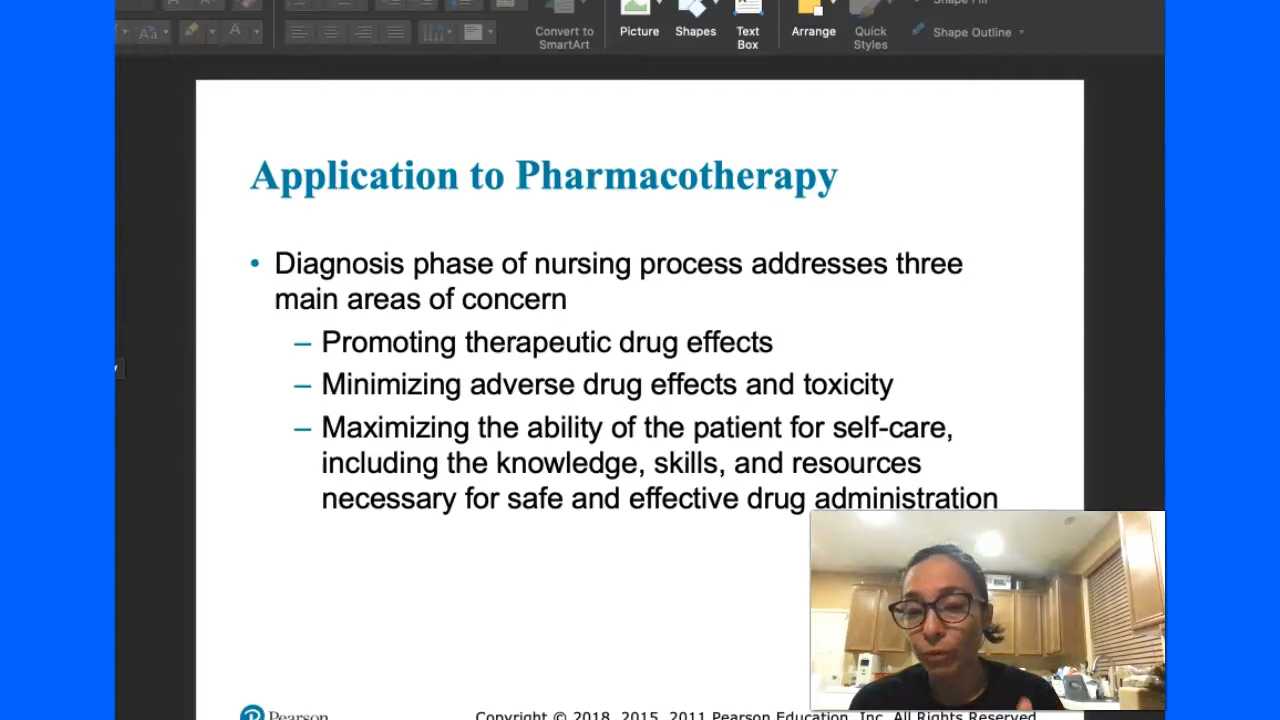 Convert to
SmartArt
Picture
Shapes
Text
Box
Arrange
Quick
Styles
Shape Fill
Shape Outline
Application to Pharmacotherapy
• Diagnosis phase of nursing process addresses three
main areas of concern
– Promoting therapeutic drug effects
– Minimizing adverse drug effects and toxicity
– Maximizing the ability of the patient for self-care,
including the knowledge, skills, and resources
necessary for safe and effective drug administration
Pearson
Copyright © 2018, 2015, 2011 Pearson Education, Inc. All Rights Reserved